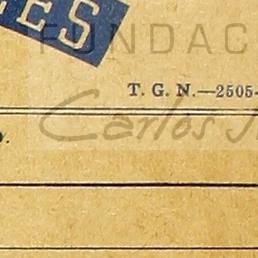 ES
FUNDAC
T. G. N.—2505-
Carlos